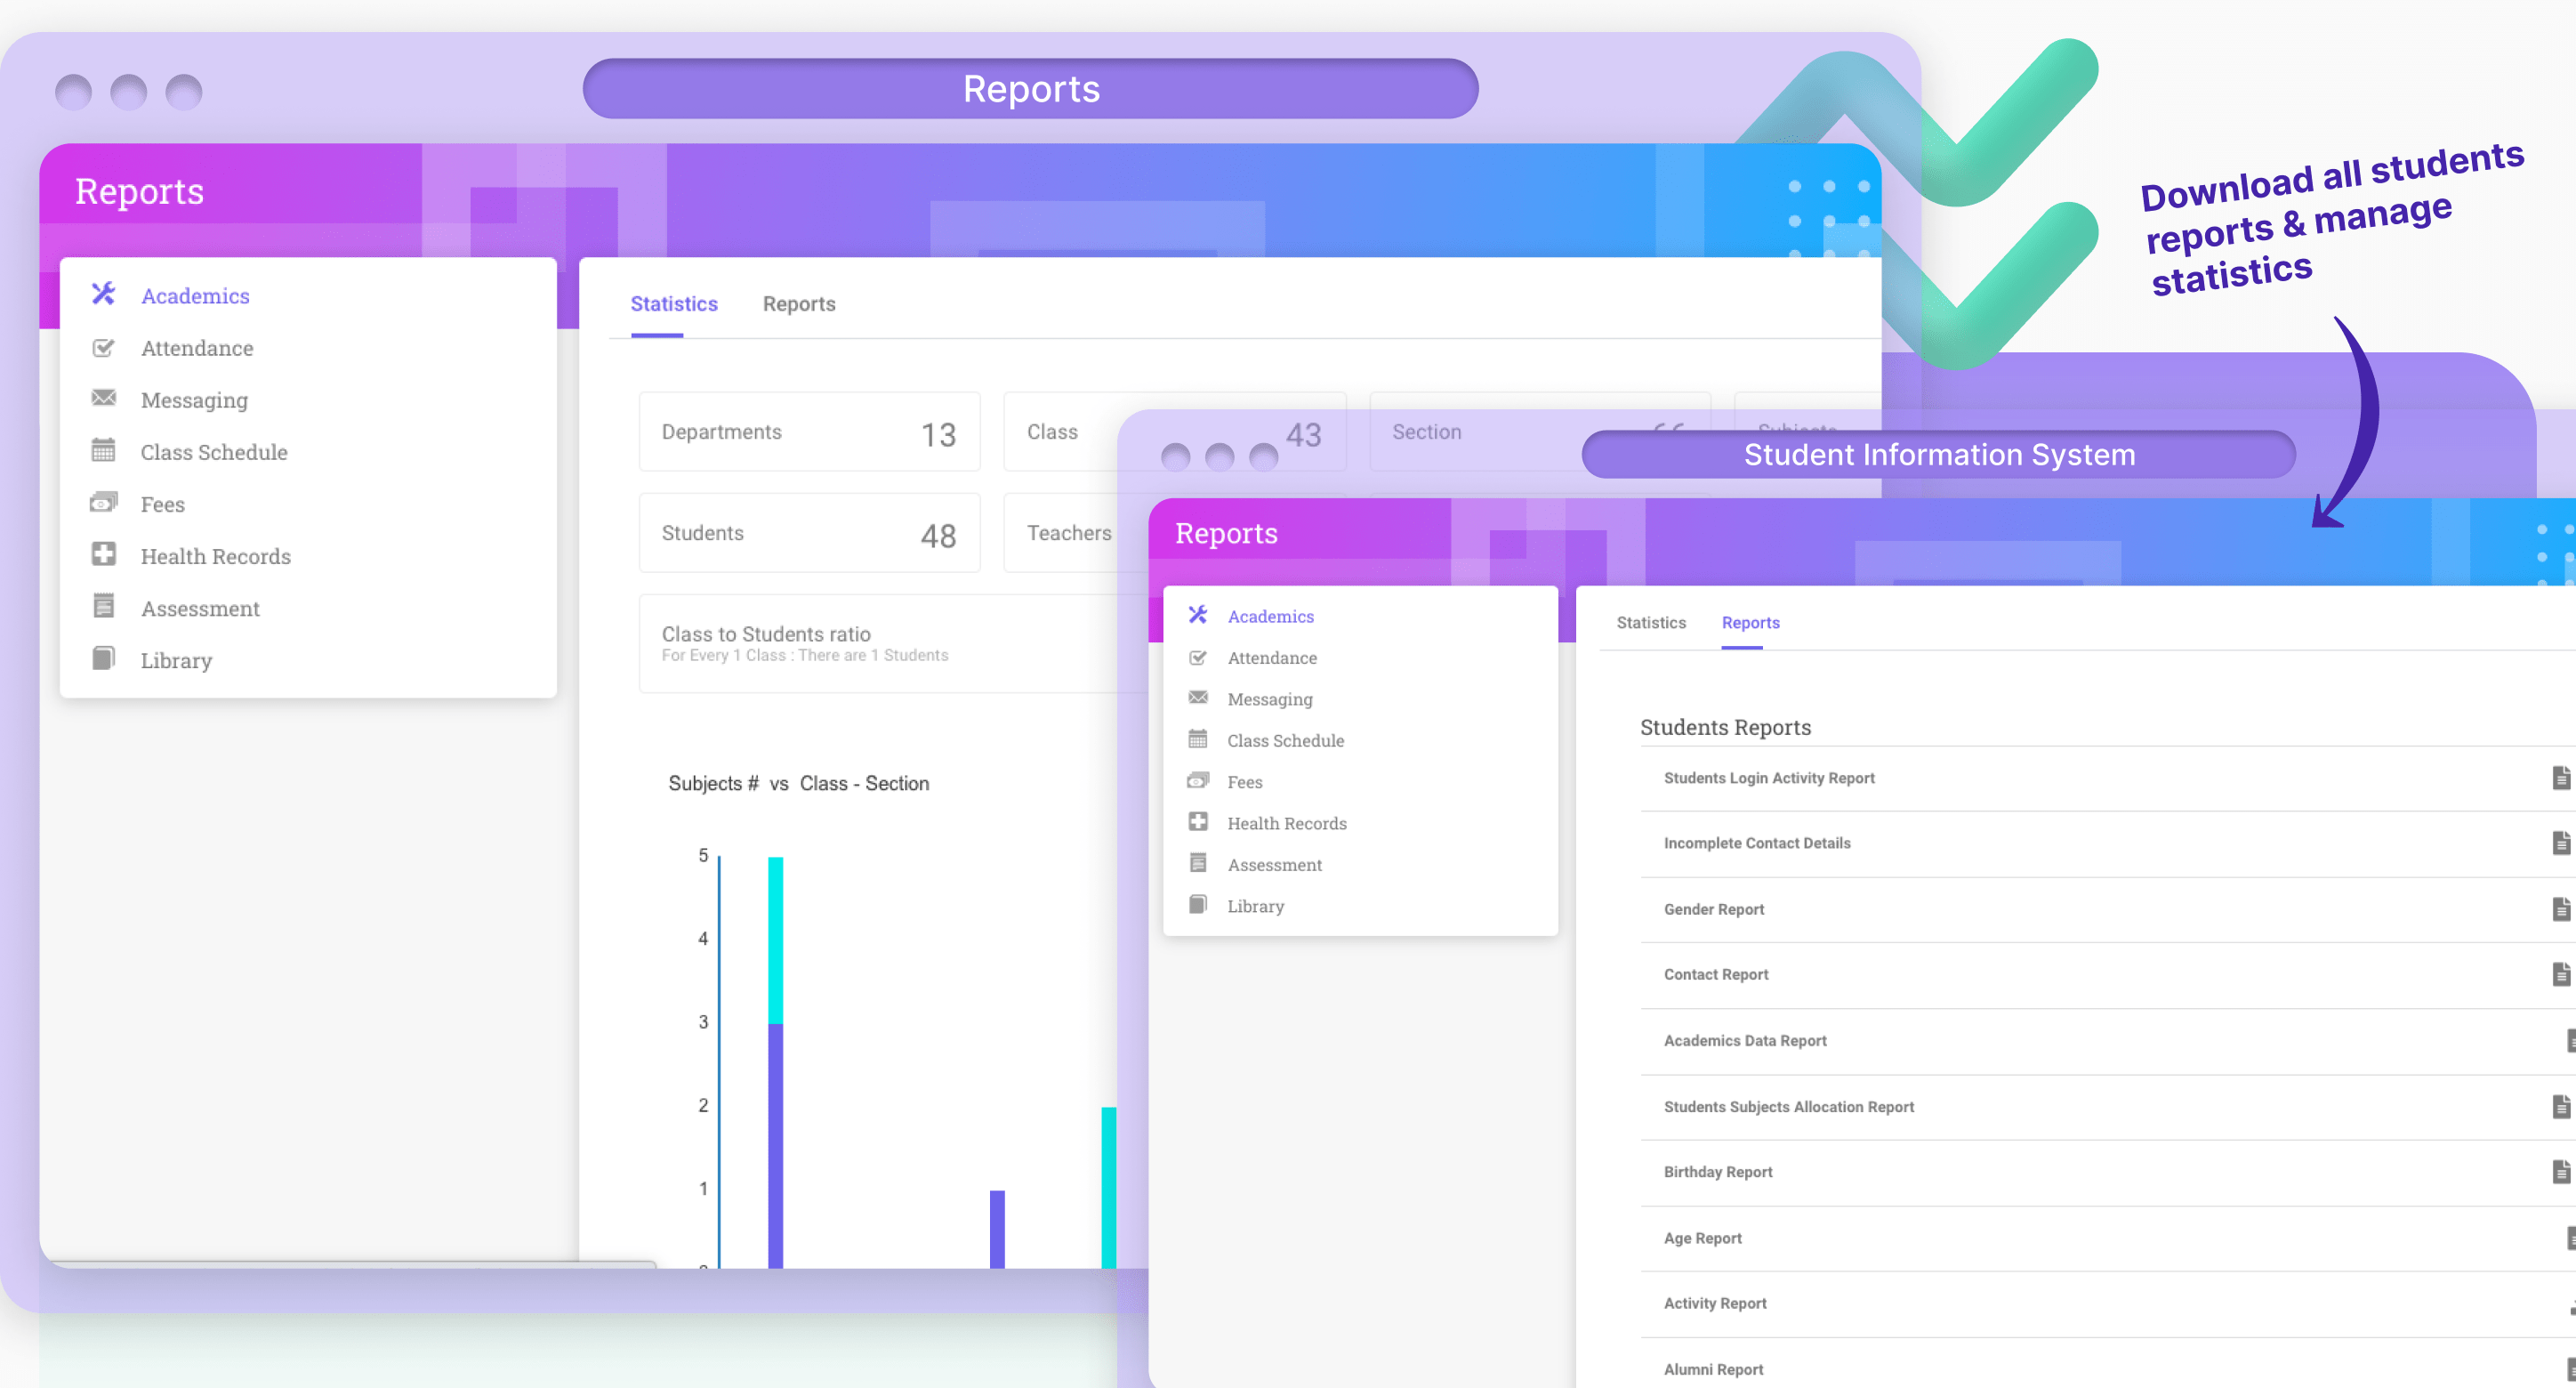 Reports
Reports
Download all students
reports & manage
statistics
Academics
Attendance
Messaging
Class Schedule
Fees
Health Records
Assessment
Library
Statistics Reports
Departments 13
Class 43
Section 66
Subjects
Students 48
Teachers
Class to Students ratio
For Every 1 Class : There are 1 Students
Subjects # vs Class - Section
5
4
3
2
1
Student Information System
Reports
Academics
Attendance
Messaging
Class Schedule
Fees
Health Records
Assessment
Library
Statistics Reports
Students Reports
Students Login Activity Report
Incomplete Contact Details
Gender Report
Contact Report
Academics Data Report
Students Subjects Allocation Report
Birthday Report
Age Report
Activity Report
Alumni Report